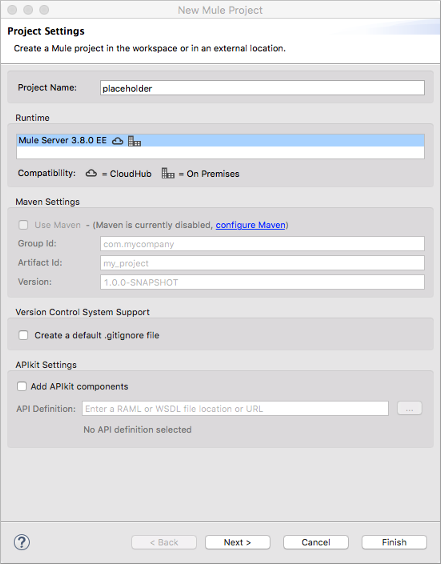 New Mule Project
Project Settings
Create a Mule project in the workspace or in an external location.
Project Name: placeholder
Runtime
Mule Server 3.8.0 EE
Compatibility: = CloudHub = On Premises
Maven Settings
Use Maven - (Maven is currently disabled, configure Maven)
Group Id: com.mycompany
Artifact Id: my_project
Version: 1.0.0-SNAPSHOT
Version Control System Support
Create a default .gitignore file
APIkit Settings
Add APIkit components
API Definition: Enter a RAML or WSDL file location or URL ...
No API definition selected
? < Back Next > Cancel Finish